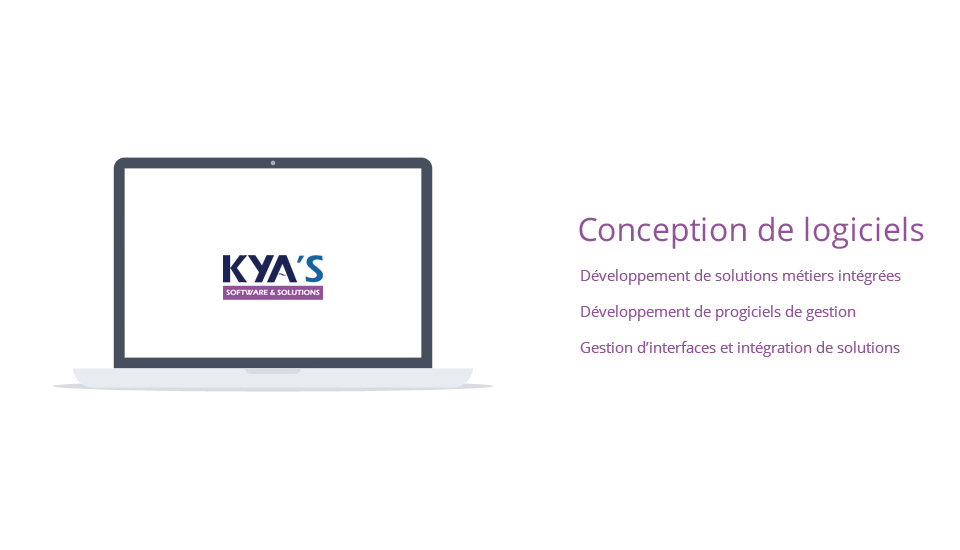 KYA'S
SOFTWARE & SOLUTIONS
Conception de logiciels
Développement de solutions métiers intégrées
Développement de progiciels de gestion
Gestion d’interfaces et intégration de solutions